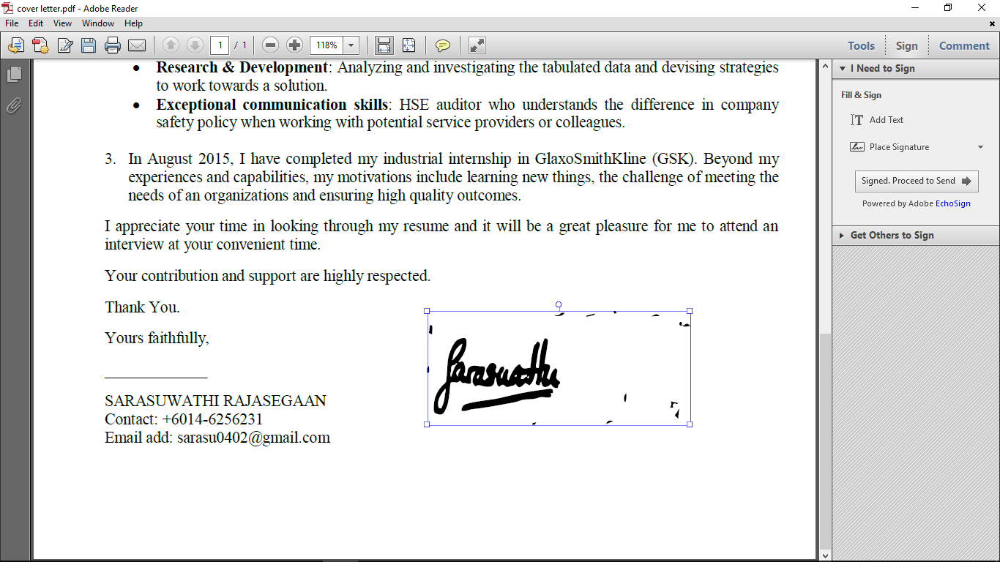 cover letter.pdf - Adobe Reader
File Edit View Window Help
1 / 1 118% Tools Sign Comment
• Research & Development: Analyzing and investigating the tabulated data and devising strategies
to work towards a solution.
• Exceptional communication skills: HSE auditor who understands the difference in company
safety policy when working with potential service providers or colleagues.
3. In August 2015, I have completed my industrial internship in GlaxoSmithKline (GSK). Beyond my
experiences and capabilities, my motivations include learning new things, the challenge of meeting the
needs of an organizations and ensuring high quality outcomes.
I appreciate your time in looking through my resume and it will be a great pleasure for me to attend an
interview at your convenient time.
Your contribution and support are highly respected.
Thank You.
Yours faithfully,
Sarasuwathi
SARASUWATHI RAJASEGAAN
Contact: +6014-6256231
Email add: sarasu0402@gmail.com
I Need to Sign
Fill & Sign
Add Text
Place Signature
Signed. Proceed to Send
Powered by Adobe EchoSign
Get Others to Sign